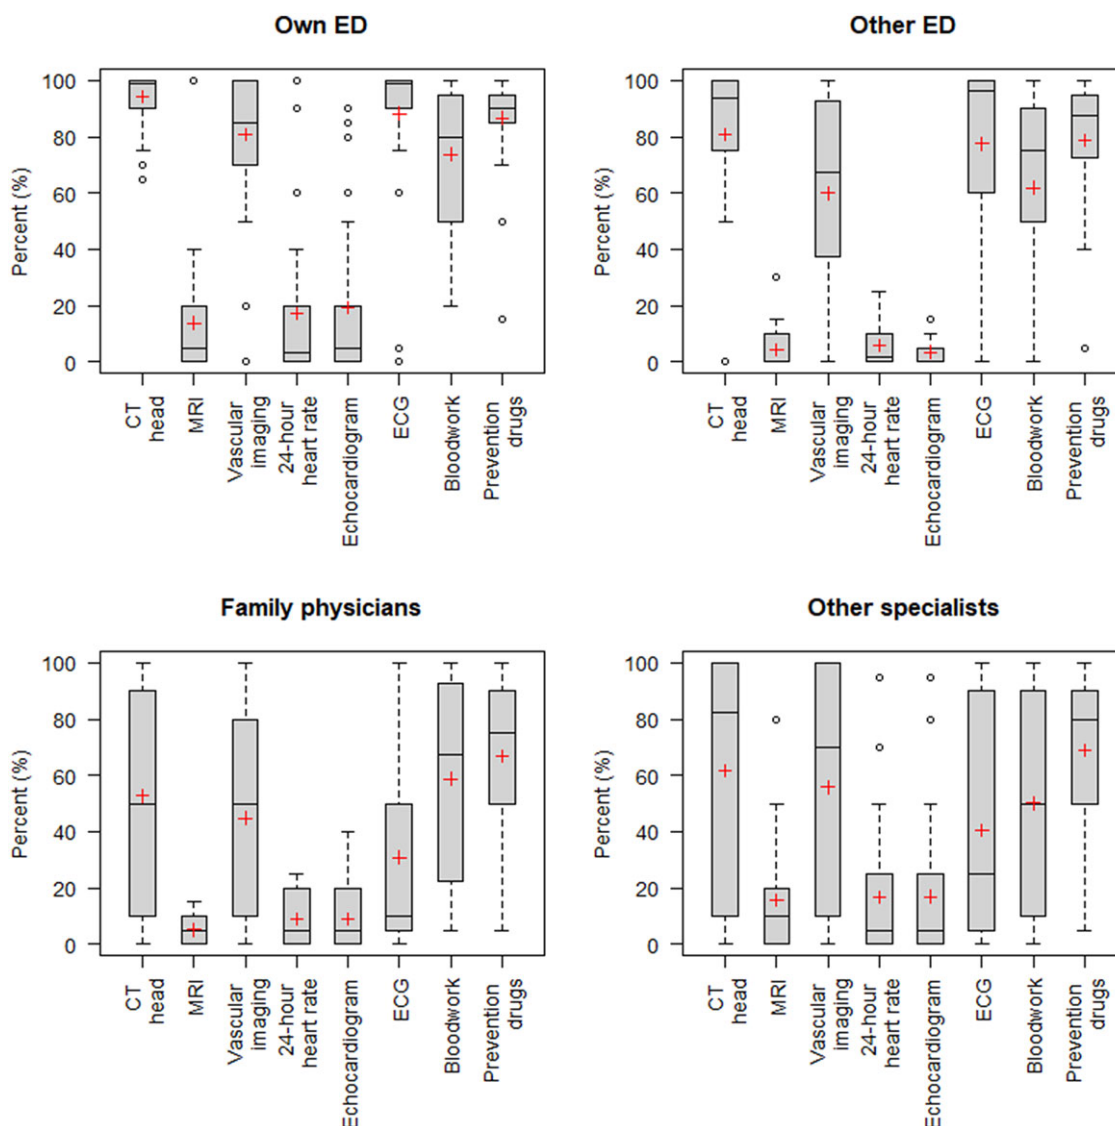 Own ED
Percent (%)
100
80
60
40
20
0
CT
head
MRI
Vascular
imaging
24-hour
heart rate
Echocardiogram
ECG
Bloodwork
Prevention
drugs
Other ED
Percent (%)
100
80
60
40
20
0
CT
head
MRI
Vascular
imaging
24-hour
heart rate
Echocardiogram
ECG
Bloodwork
Prevention
drugs
Family physicians
Percent (%)
100
80
60
40
20
0
CT
head
MRI
Vascular
imaging
24-hour
heart rate
Echocardiogram
ECG
Bloodwork
Prevention
drugs
Other specialists
Percent (%)
100
80
60
40
20
0
CT
head
MRI
Vascular
imaging
24-hour
heart rate
Echocardiogram
ECG
Bloodwork
Prevention
drugs